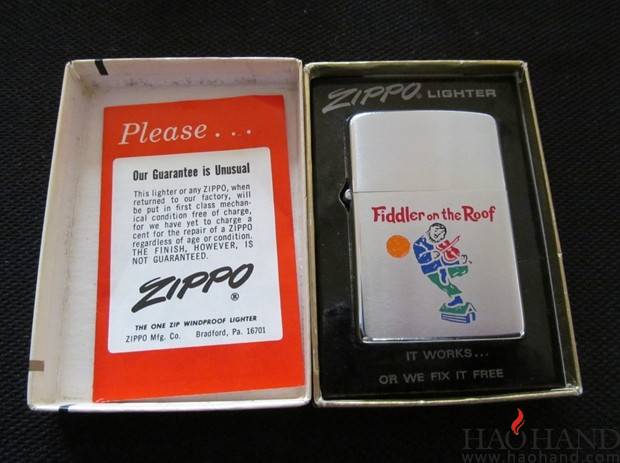 Please...
Our Guarantee is Unusual
This lighter or any ZIPPO, when
returned to our factory, will
be put in first class mechan-
ical condition free of charge,
for we have yet to charge a
cent for the repair of a ZIPPO
regardless of age or condition.
THE FINISH, HOWEVER, IS
NOT GUARANTEED.
ZIPPO®
THE ONE ZIP WINDPROOF LIGHTER
ZIPPO Mfg. Co. Bradford, Pa. 16701
ZIPPO® LIGHTER
Fiddler on the Roof
IT WORKS...
OR WE FIX IT FREE
HAOHAND
www.haohand.com